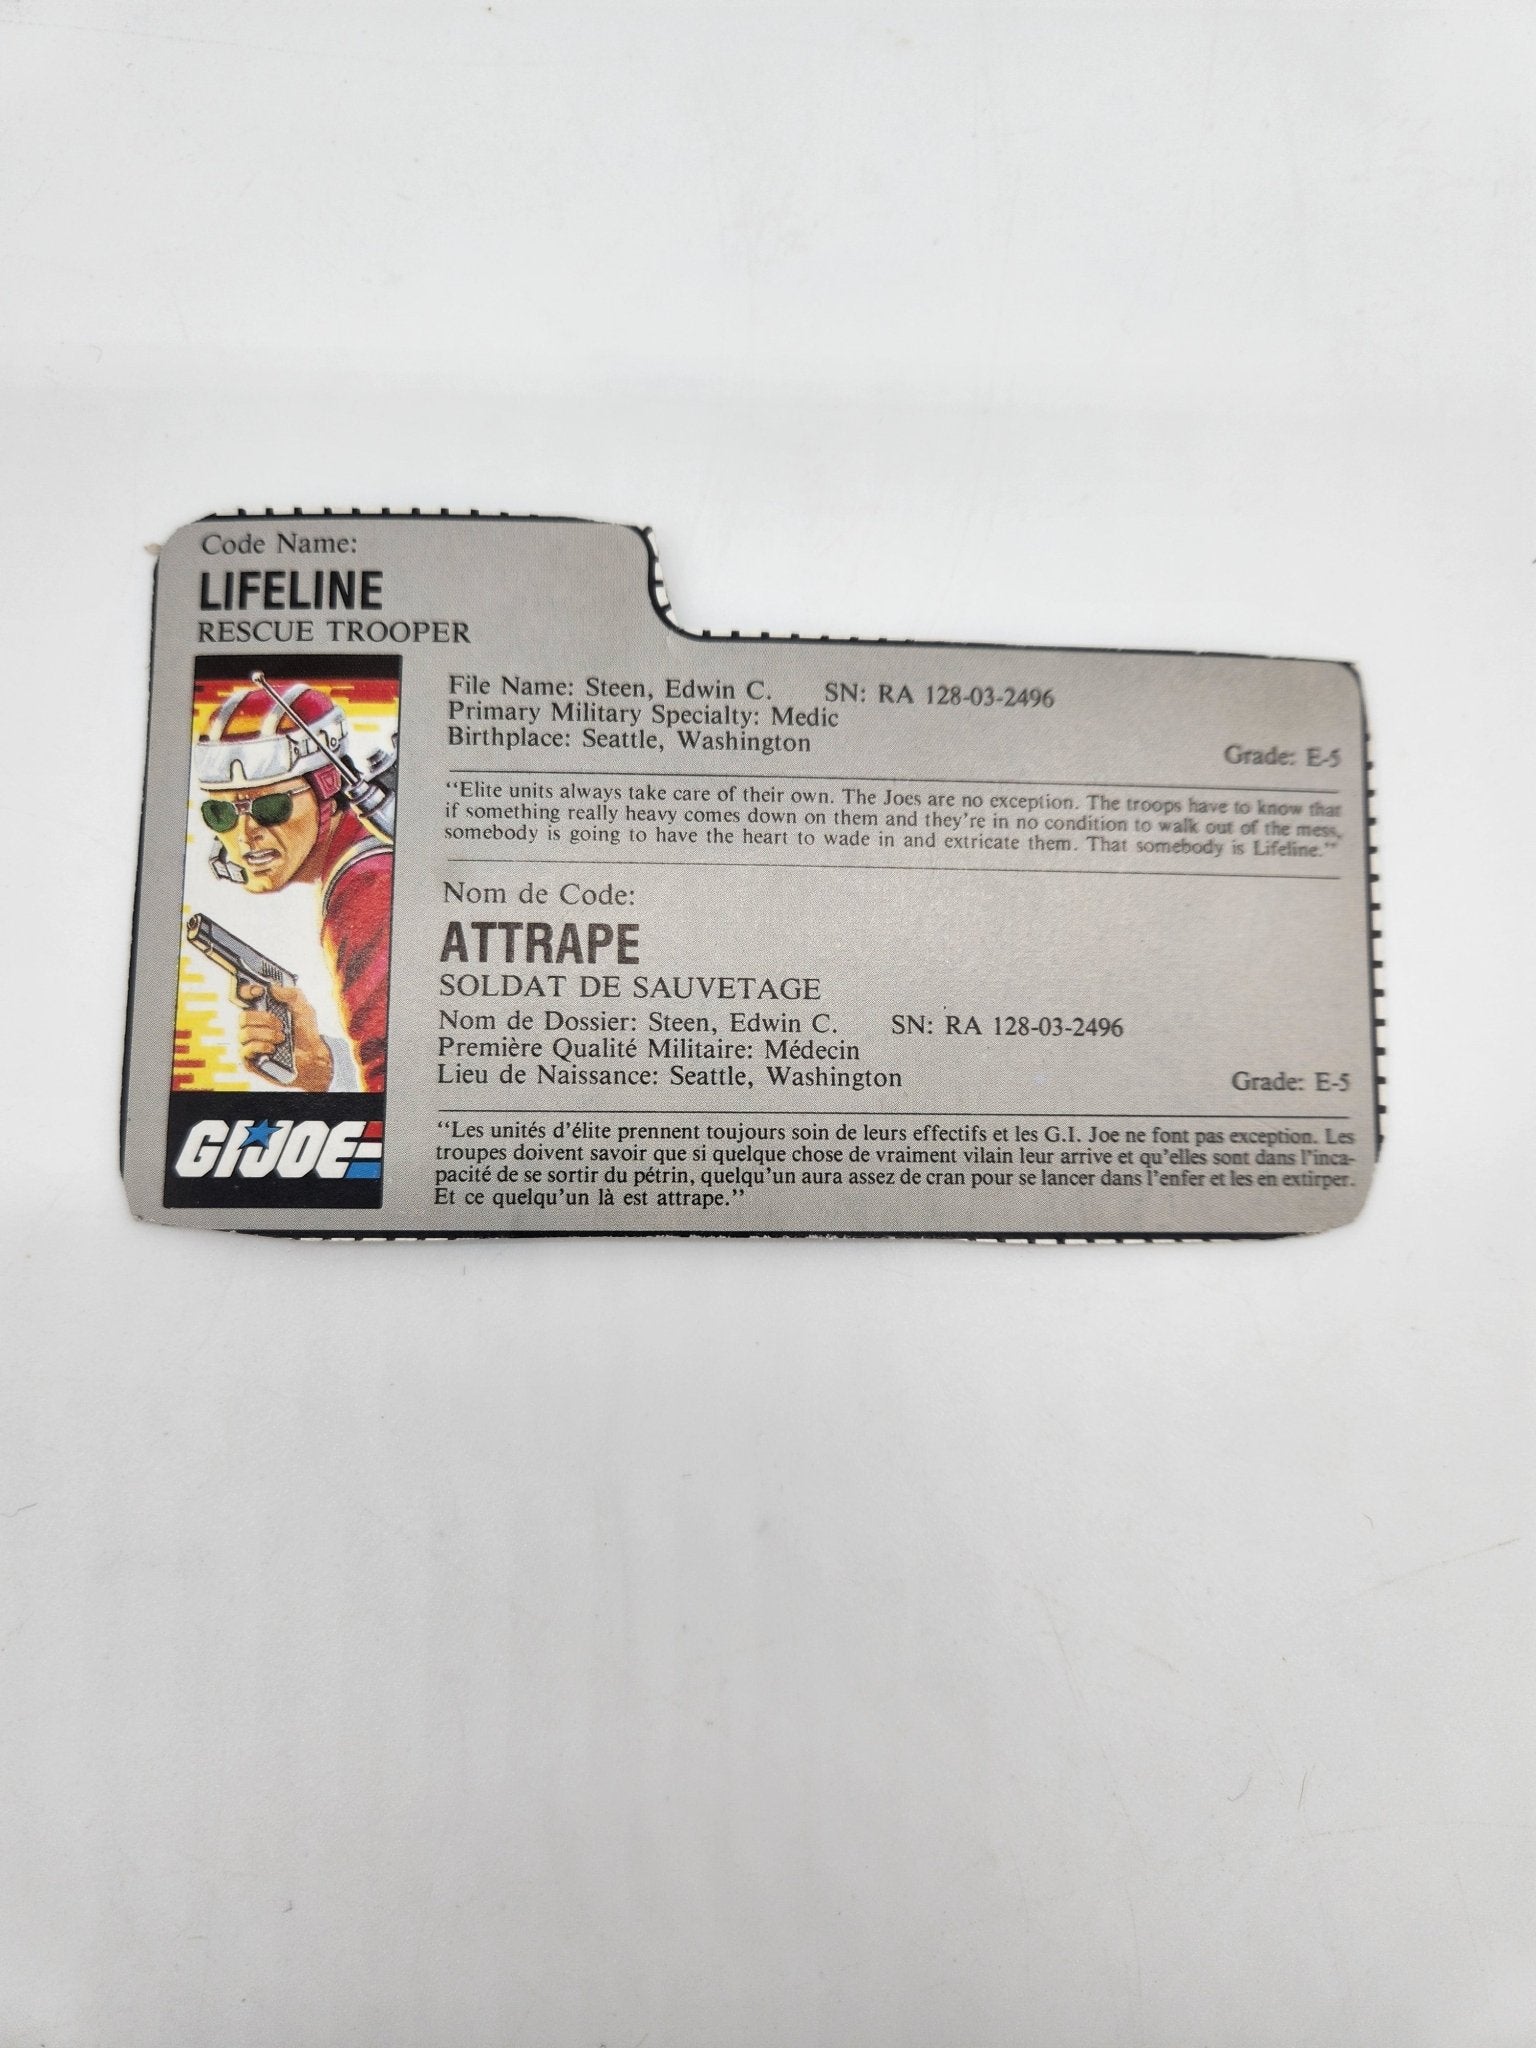 Code Name:
LIFELINE
RESCUE TROOPER
File Name: Steen, Edwin C. SN: RA 128-03-2496
Primary Military Specialty: Medic
Birthplace: Seattle, Washington
Grade: E-5
“Elite units always take care of their own. The Joes are no exception. The troops have to know that
if something really heavy comes down on them and they’re in no condition to walk out of the mess,
somebody is going to have the heart to wade in and extricate them. That somebody is Lifeline.”
Nom de Code:
ATTRAPE
SOLDAT DE SAUVETAGE
Nom de Dossier: Steen, Edwin C. SN: RA 128-03-2496
Première Qualité Militaire: Médecin
Lieu de Naissance: Seattle, Washington
Grade: E-5
“Les unités d’élite prennent toujours soin de leurs effectifs et les G.I. Joe ne font pas exception. Les
troupes doivent savoir que si quelque chose de vraiment vilain leur arrive et qu’elles sont dans l’inca-
pacité de se sortir du pétrin, quelqu’un aura assez de cran pour se lancer dans l’enfer et les en extirper.
Et ce quelqu’un là est attrape.”
GI JOE